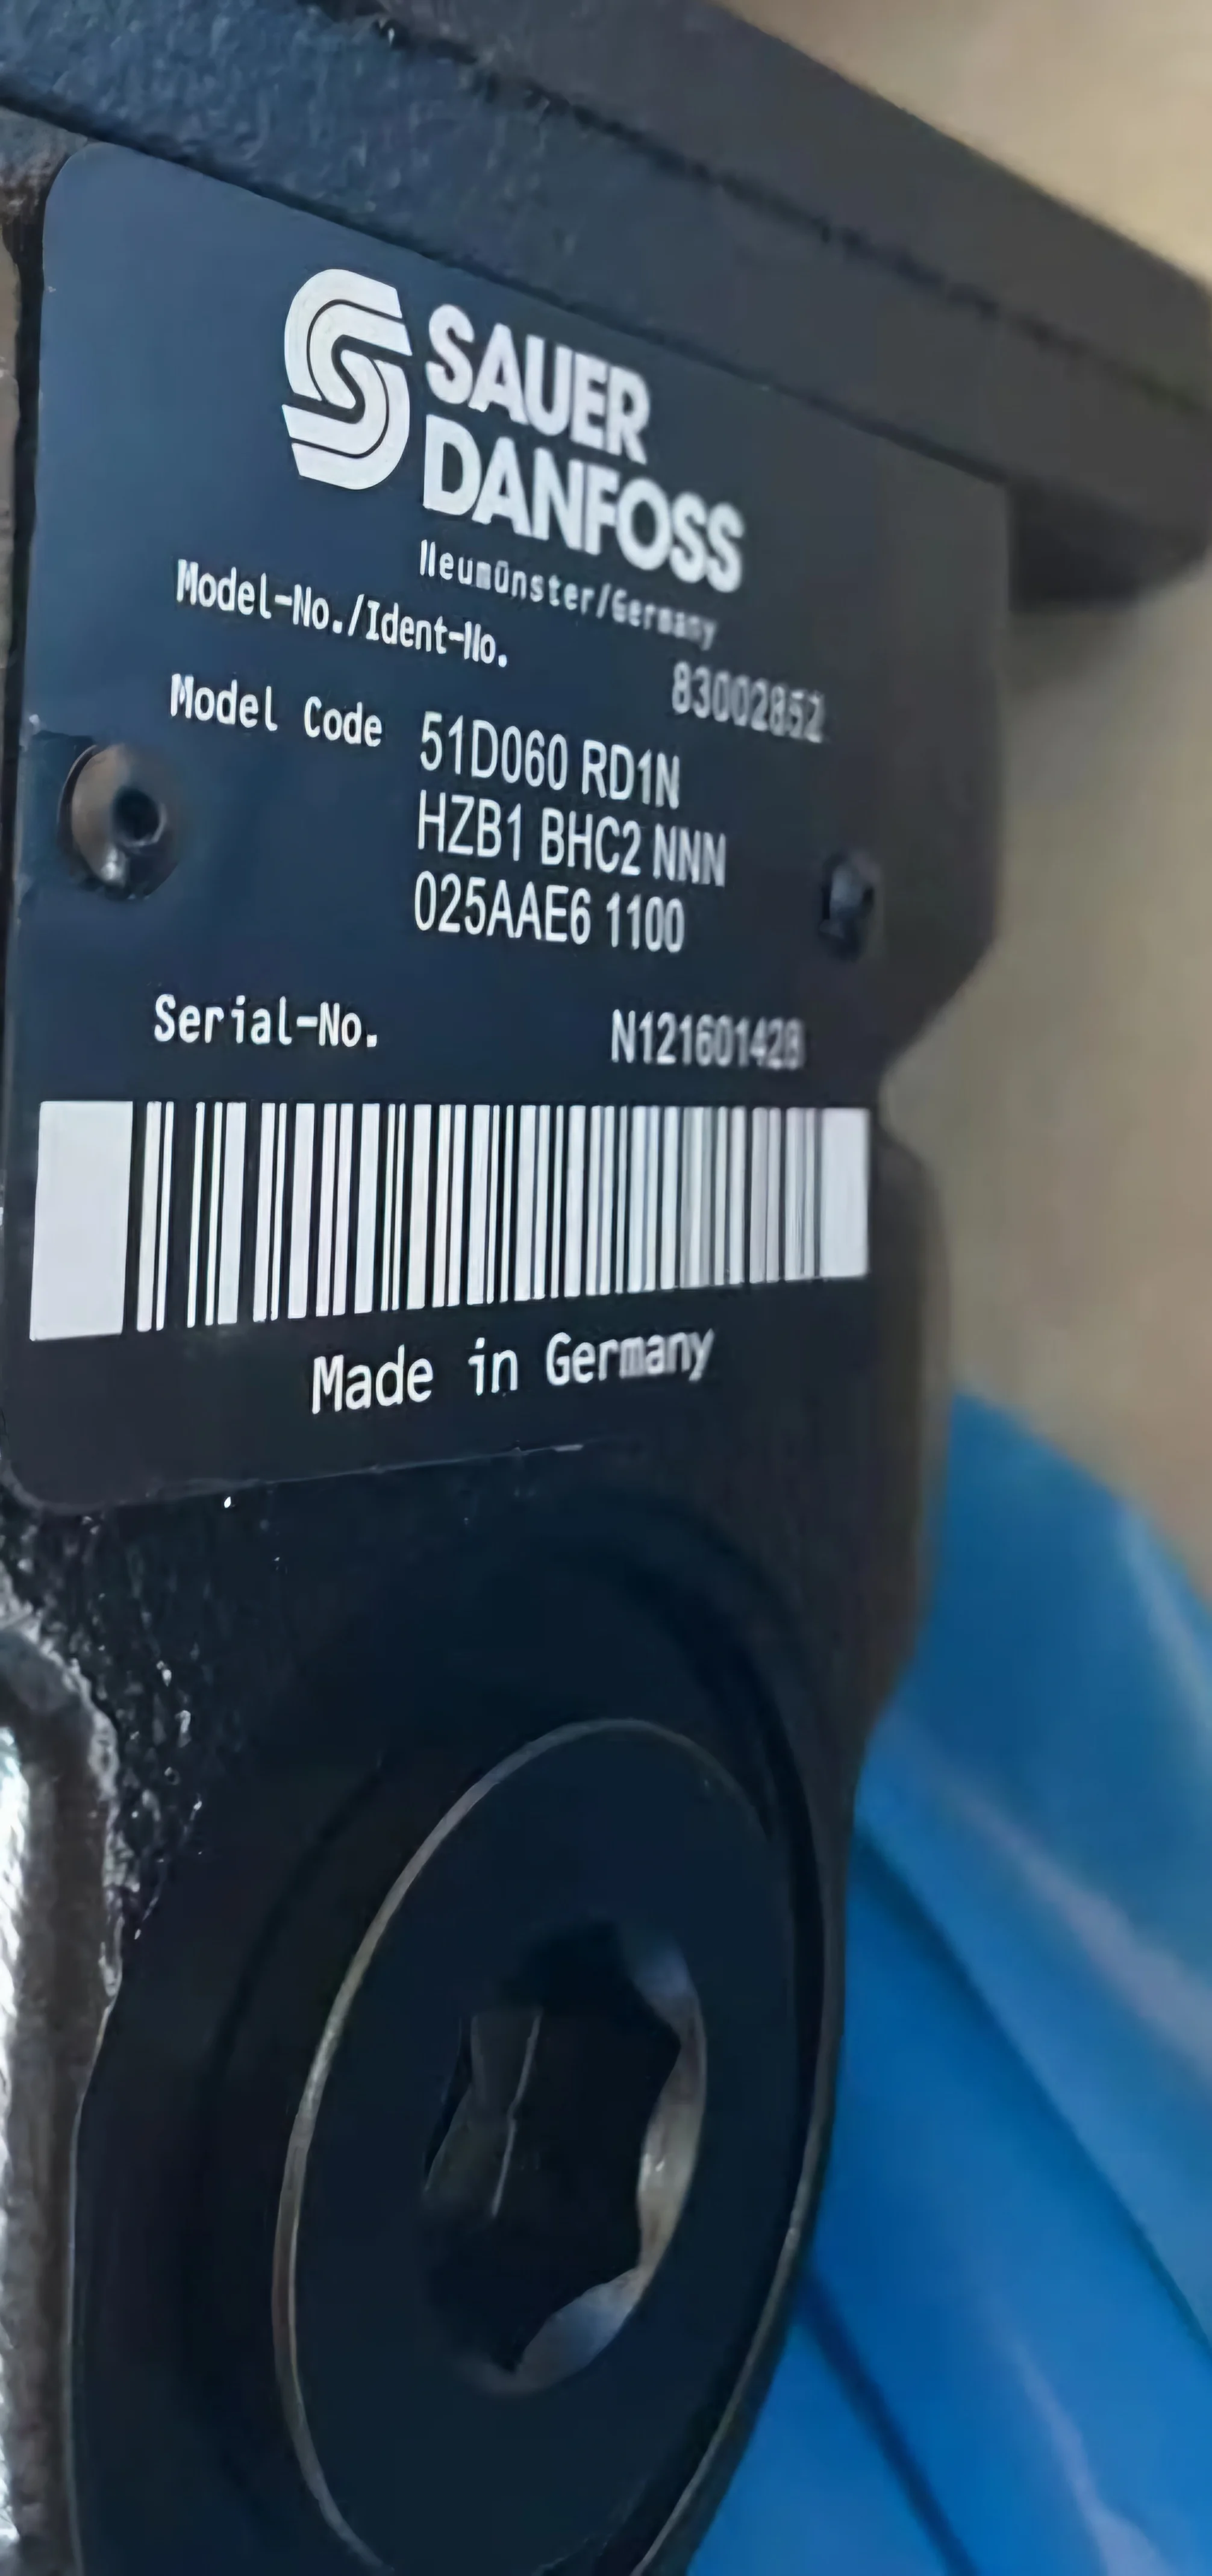 SAUER
DANFOSS
Neumünster/Germany
Model-No./Ident-No.
83002852
Model Code 51D060 RD1N
HZB1 BHC2 NNN
025AAE6 1100
Serial-No. N121601428
Made in Germany